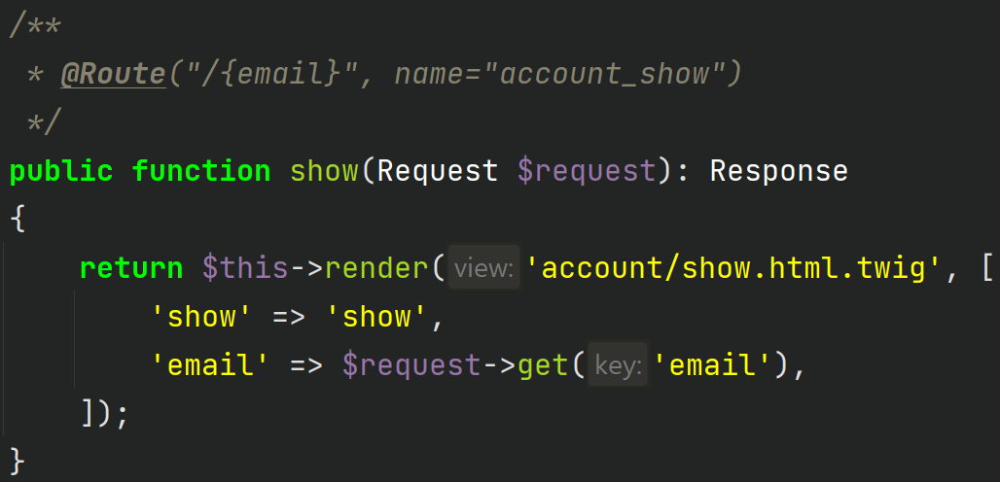 /**
 * @Route("/{email}", name="account_show")
 */
public function show(Request $request): Response
{
    return $this->render( view: 'account/show.html.twig', [
        'show' => 'show',
        'email' => $request->get( key: 'email'),
    ]);
}